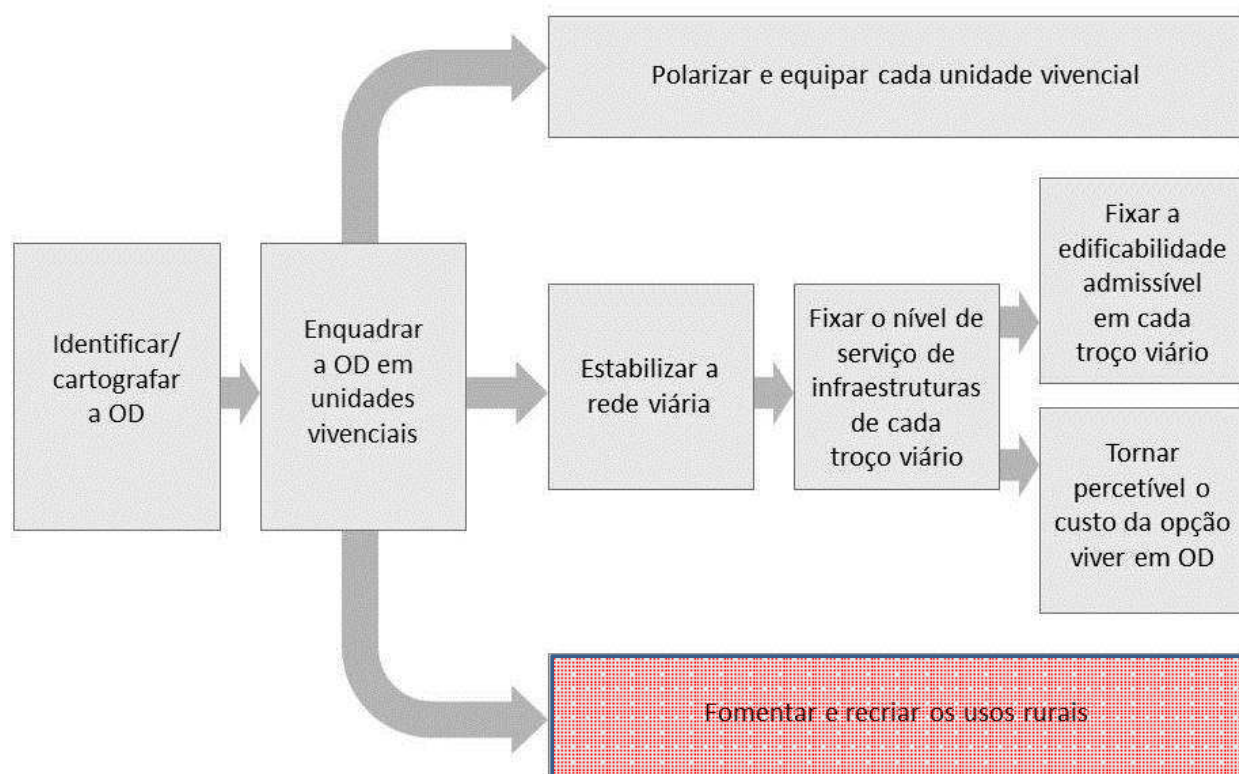 Polarizar e equipar cada unidade vivencial
Identificar/
cartografar
a OD
Enquadrar
a OD em
unidades
vivenciais
Estabilizar a
rede viária
Fixar o nível de
serviço de
infraestruturas
de cada
troço viário
Fixar a
edificabilidade
admissível
em cada
troço viário
Tornar
percetível o
custo da opção
viver em OD
Fomentar e recriar os usos rurais